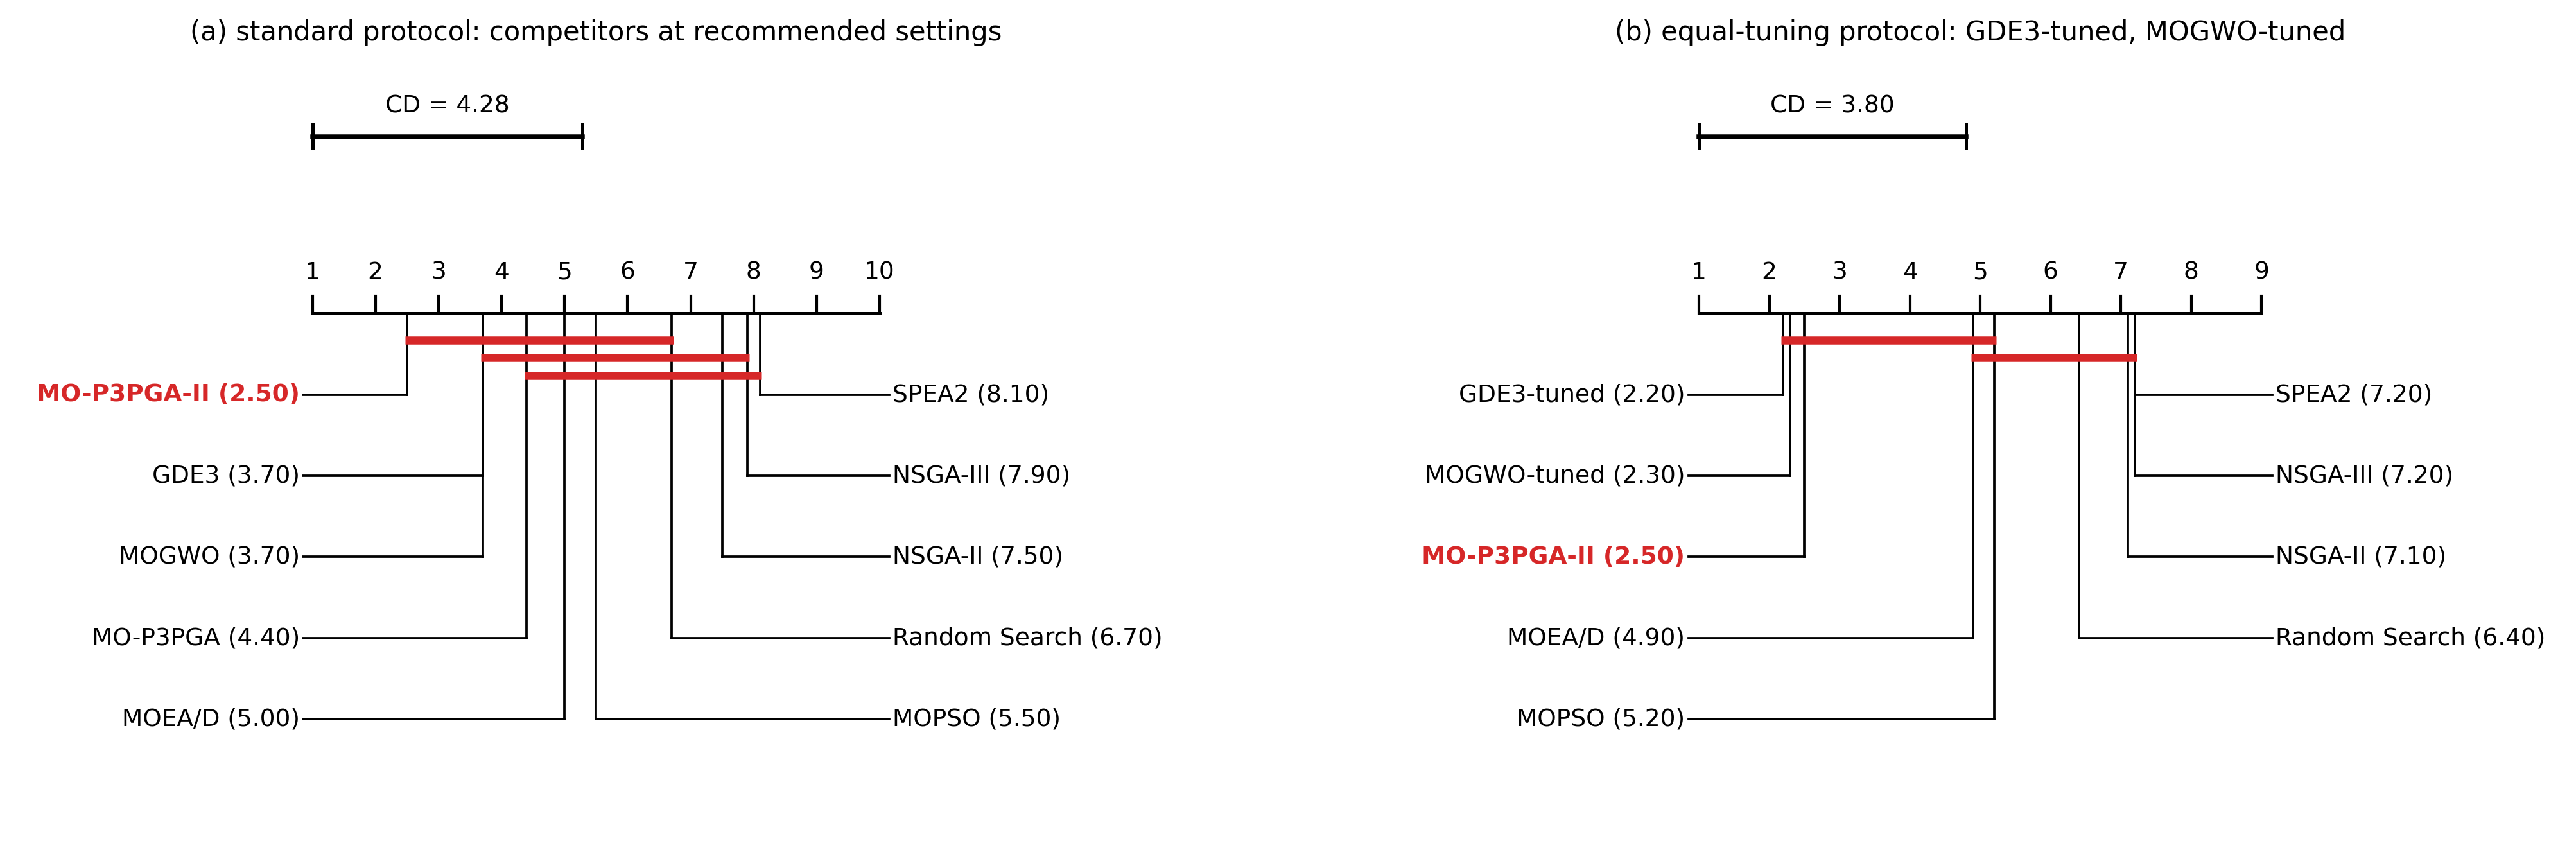 (a) standard protocol: competitors at recommended settings
CD = 4.28
1 2 3 4 5 6 7 8 9 10
MO-P3PGA-II (2.50)
GDE3 (3.70)
MOGWO (3.70)
MO-P3PGA (4.40)
MOEA/D (5.00)
SPEA2 (8.10)
NSGA-III (7.90)
NSGA-II (7.50)
Random Search (6.70)
MOPSO (5.50)
(b) equal-tuning protocol: GDE3-tuned, MOGWO-tuned
CD = 3.80
1 2 3 4 5 6 7 8 9
GDE3-tuned (2.20)
MOGWO-tuned (2.30)
MO-P3PGA-II (2.50)
MOEA/D (4.90)
MOPSO (5.20)
SPEA2 (7.20)
NSGA-III (7.20)
NSGA-II (7.10)
Random Search (6.40)